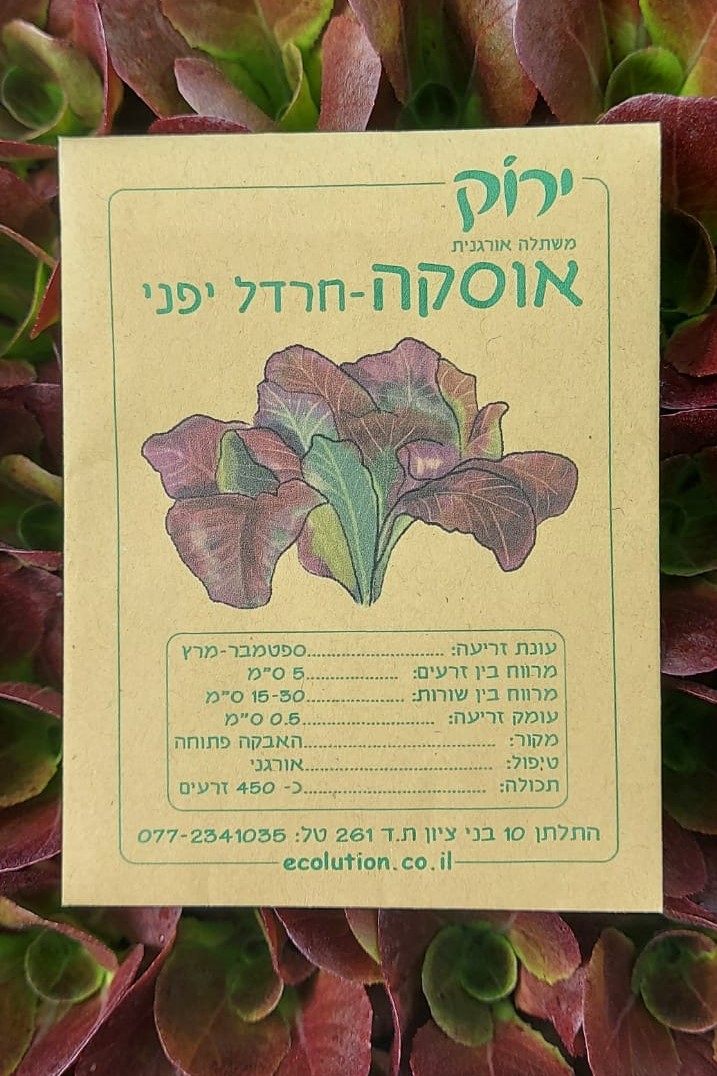 ירוק
משתלה אורגנית
אוסקה-חרדל יפני
עונת זריעה:............................ספטמבר-מרץ
מרווח בין זרעים: ...................5 ס"מ
מרווח בין שורות:....................15-30 ס"מ
עומק זריעה: ...........................0.5 ס"מ
מקור: .......................................האבקה פתוחה
טיפול: ......................................אורגני
תכולה: .....................................כ- 450 זרעים
התלתן 10 בני ציון ת.ד 261 טל: 077-2341035
ecolution.co.il